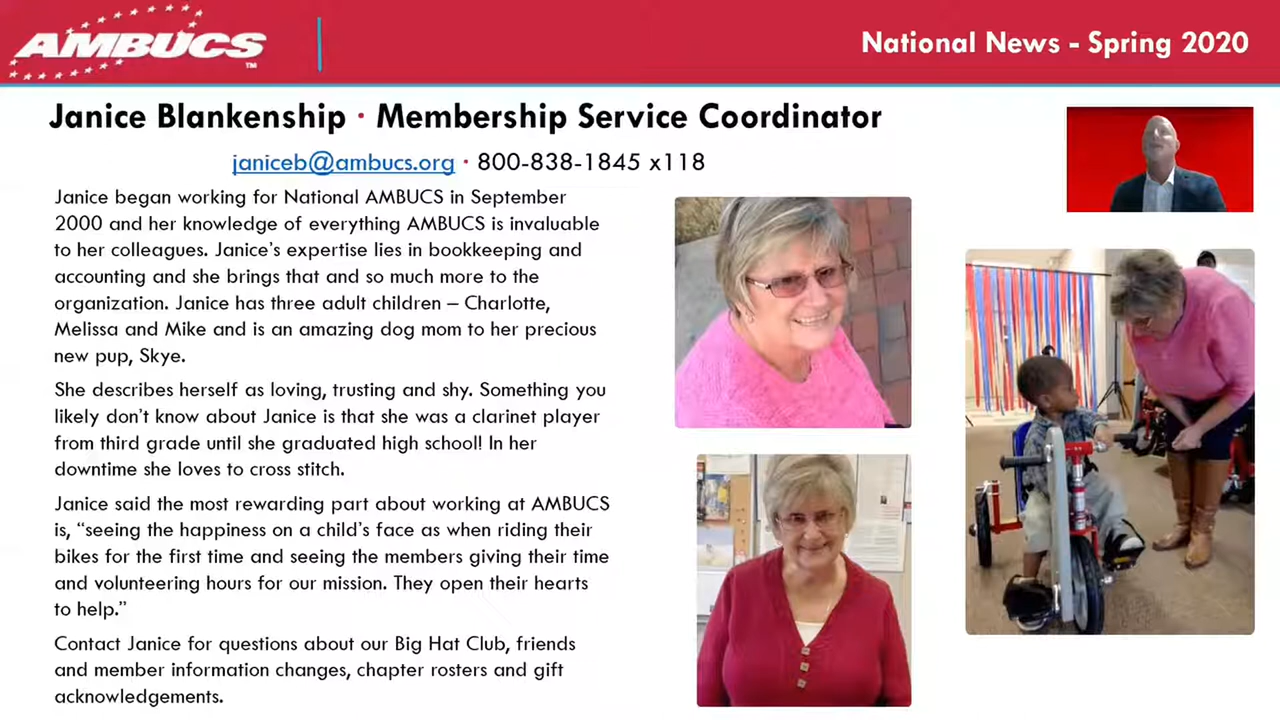 AMBUCS
TM
National News - Spring 2020
Janice Blankenship · Membership Service Coordinator
janiceb@ambucs.org · 800-838-1845 x118
Janice began working for National AMBUCS in September
2000 and her knowledge of everything AMBUCS is invaluable
to her colleagues. Janice's expertise lies in bookkeeping and
accounting and she brings that and so much more to the
organization. Janice has three adult children – Charlotte,
Melissa and Mike and is an amazing dog mom to her precious
new pup, Skye.
She describes herself as loving, trusting and shy. Something you
likely don't know about Janice is that she was a clarinet player
from third grade until she graduated high school! In her
downtime she loves to cross stitch.
Janice said the most rewarding part about working at AMBUCS
is, “seeing the happiness on a child's face as when riding their
bikes for the first time and seeing the members giving their time
and volunteering hours for our mission. They open their hearts
to help.”
Contact Janice for questions about our Big Hat Club, friends
and member information changes, chapter rosters and gift
acknowledgements.